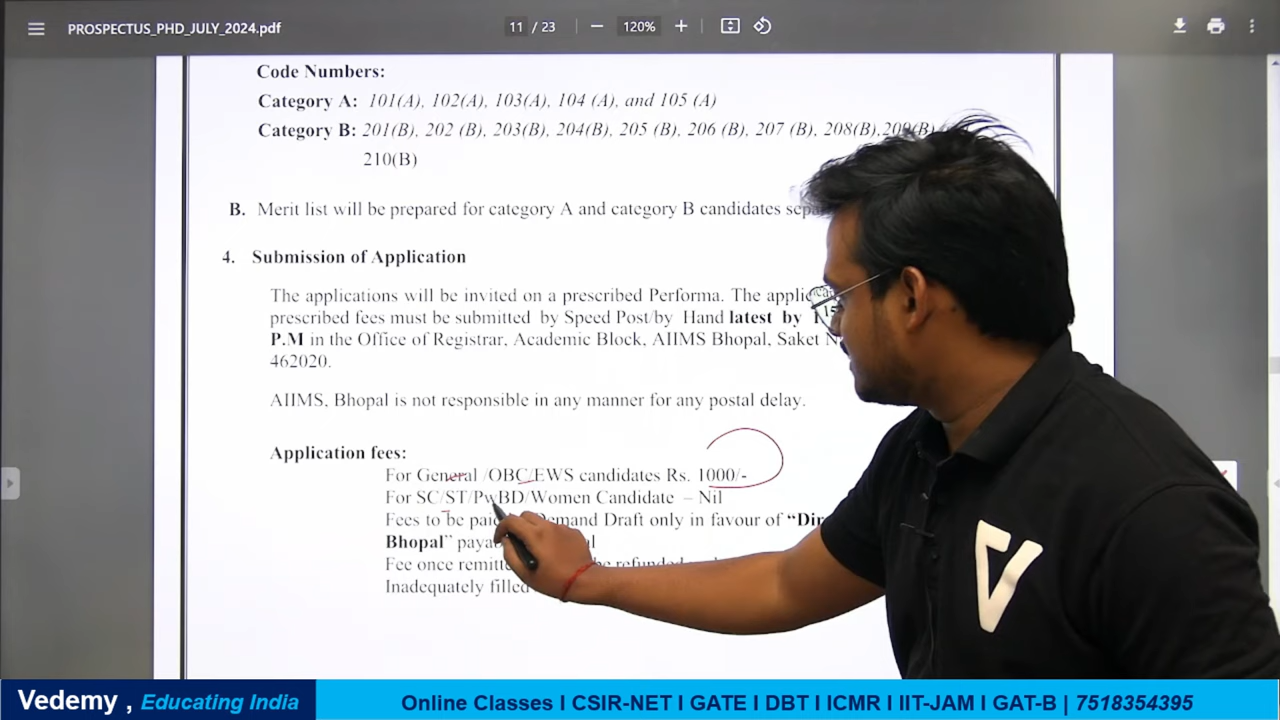 PROSPECTUS_PHD_JULY_2024.pdf
11 / 23
120%
Code Numbers:
Category A: 101(A), 102(A), 103(A), 104 (A), and 105 (A)
Category B: 201(B), 202 (B), 203(B), 204(B), 205 (B), 206 (B), 207 (B), 208(B),209(B)
210(B)
B. Merit list will be prepared for category A and category B candidates
4. Submission of Application
The applications will be invited on a prescribed Performa. The
prescribed fees must be submitted by Speed Post/by Hand latest by
P.M in the Office of Registrar, Academic Block, AIIMS Bhopal, Saket
462020.
AIIMS, Bhopal is not responsible in any manner for any postal delay.
Application fees:
For General /OBC/EWS candidates Rs. 1000/-
For SC/ST/PwBD/Women Candidate – Nil
Fees to be Demand Draft only in favour of
Bhopal"
Fee once be refunded
Inadequately filled
V
Vedemy , Educating India
Online Classes I CSIR-NET I GATE I DBT I ICMR I IIT-JAM I GAT-B | 7518354395